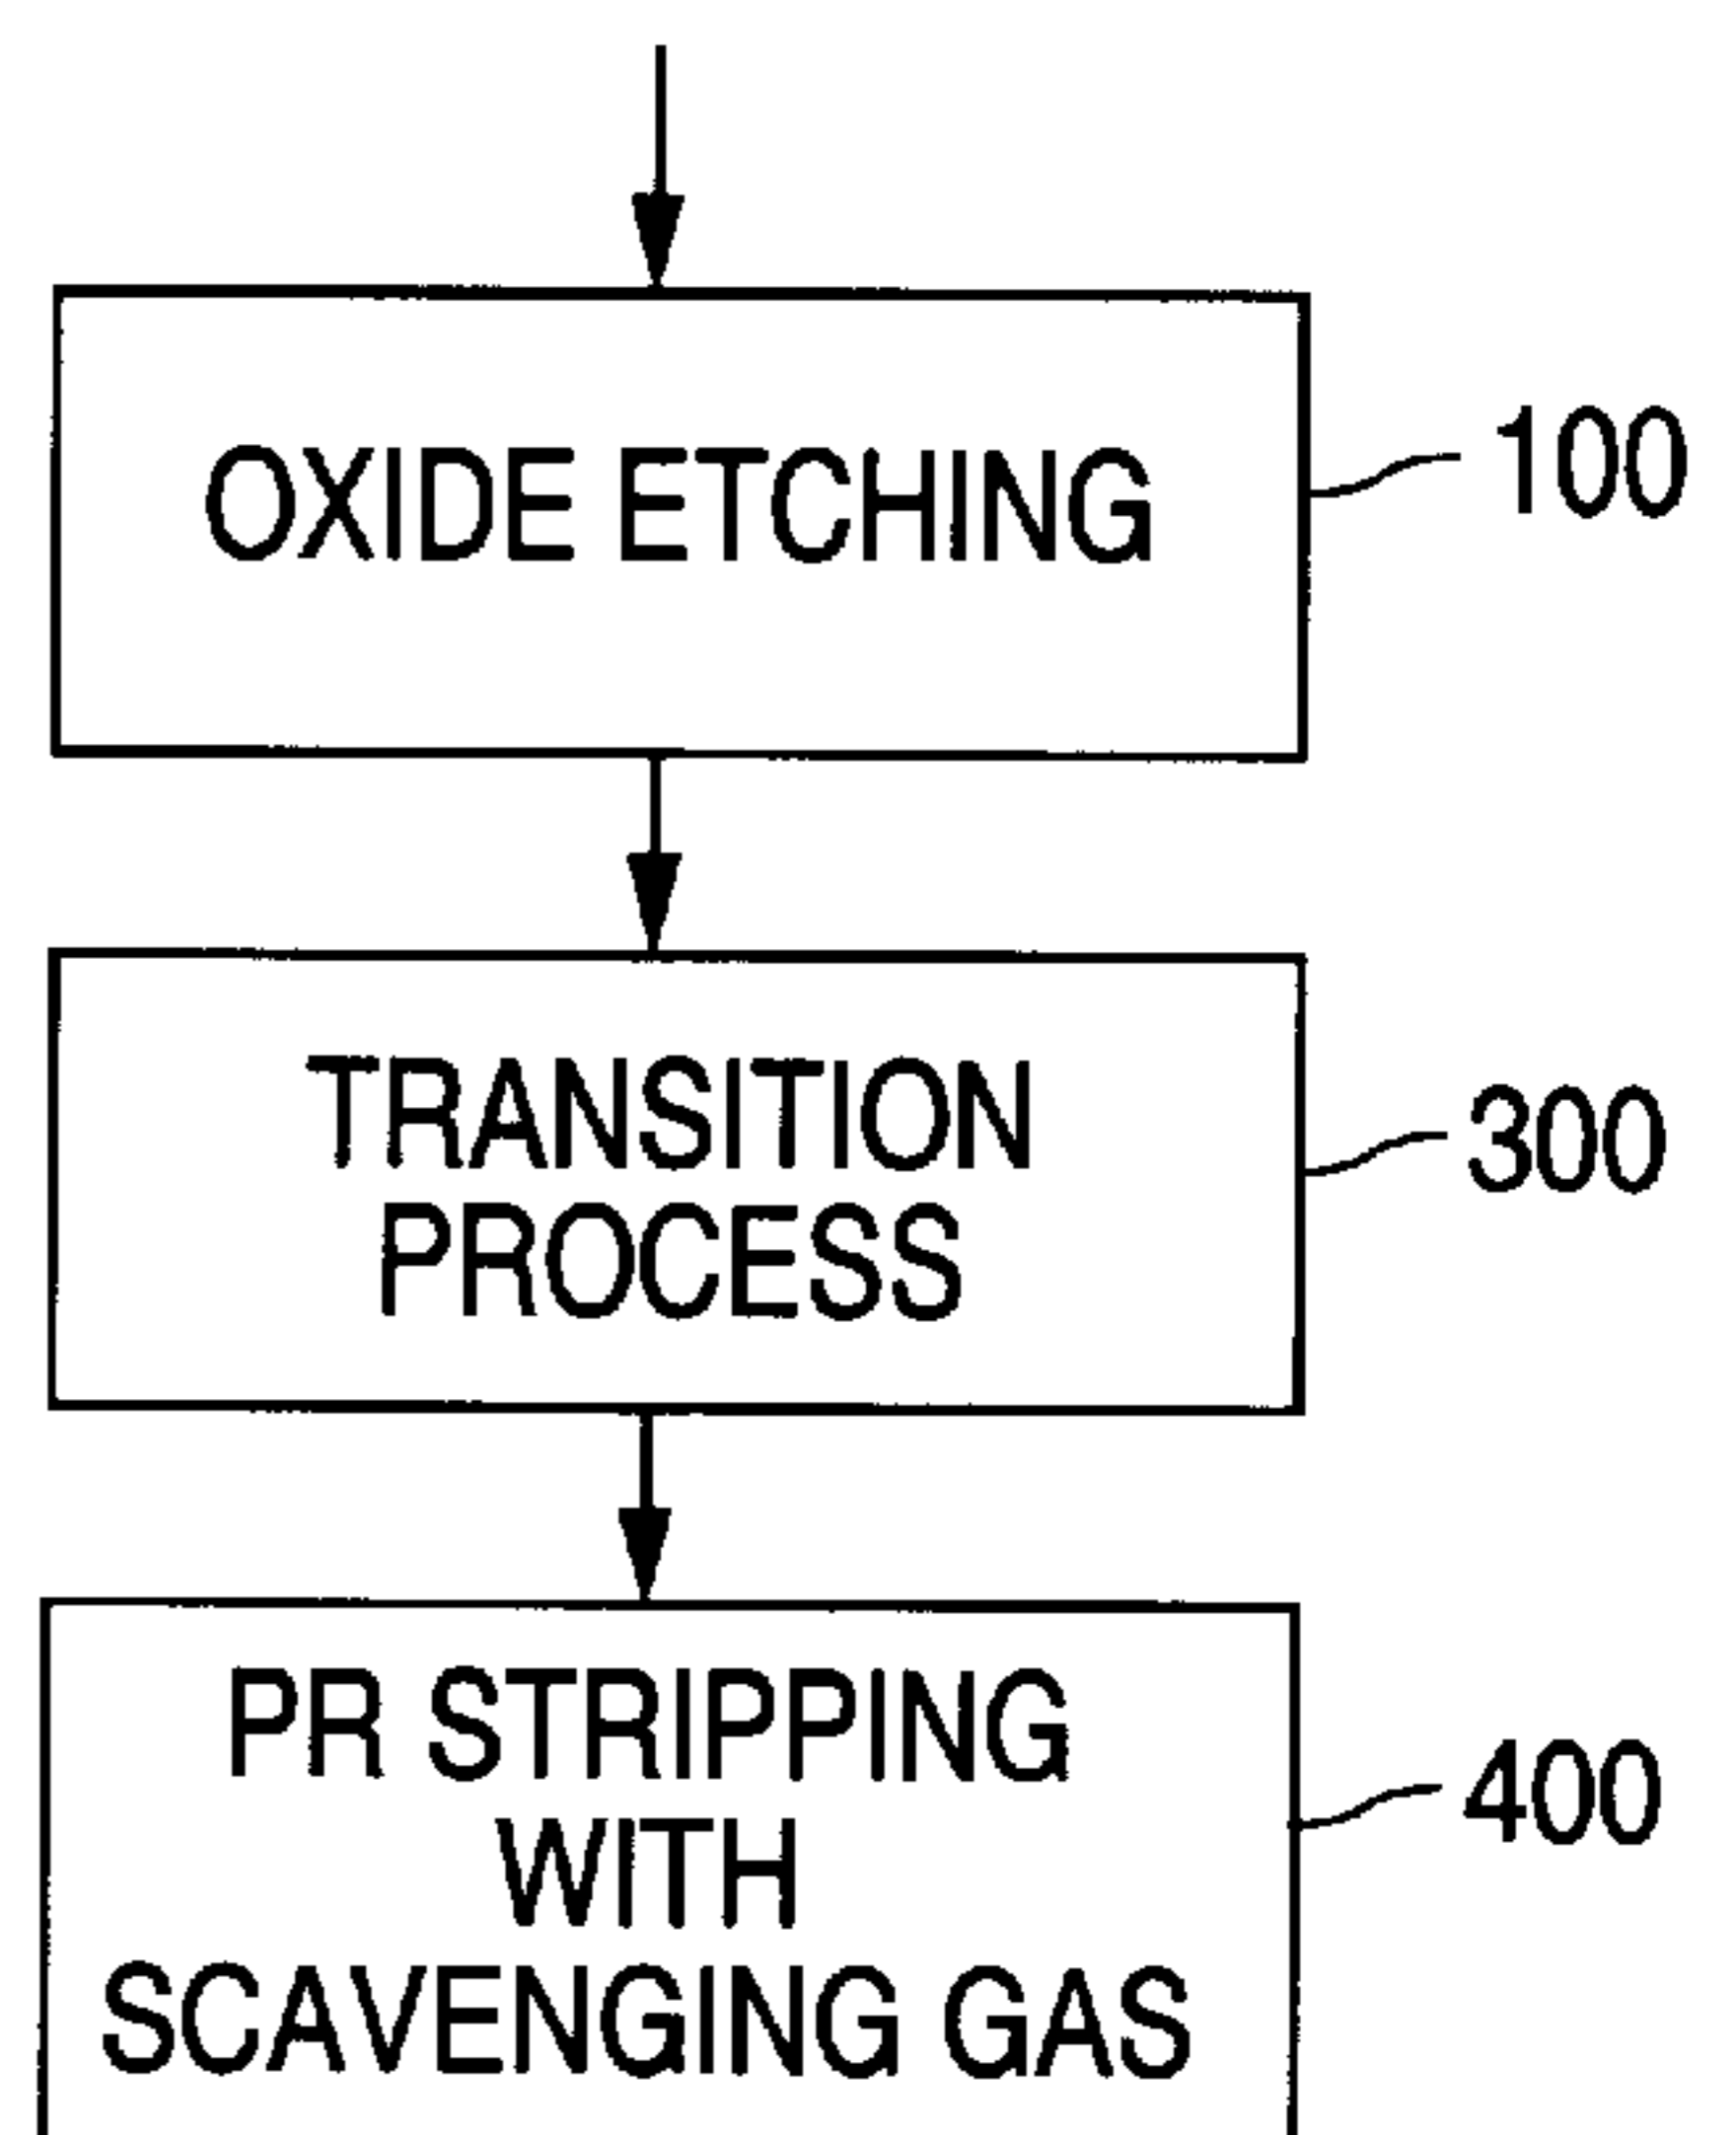 OXIDE ETCHING
100
TRANSITION
PROCESS
300
PR STRIPPING
WITH
SCAVENGING GAS
400